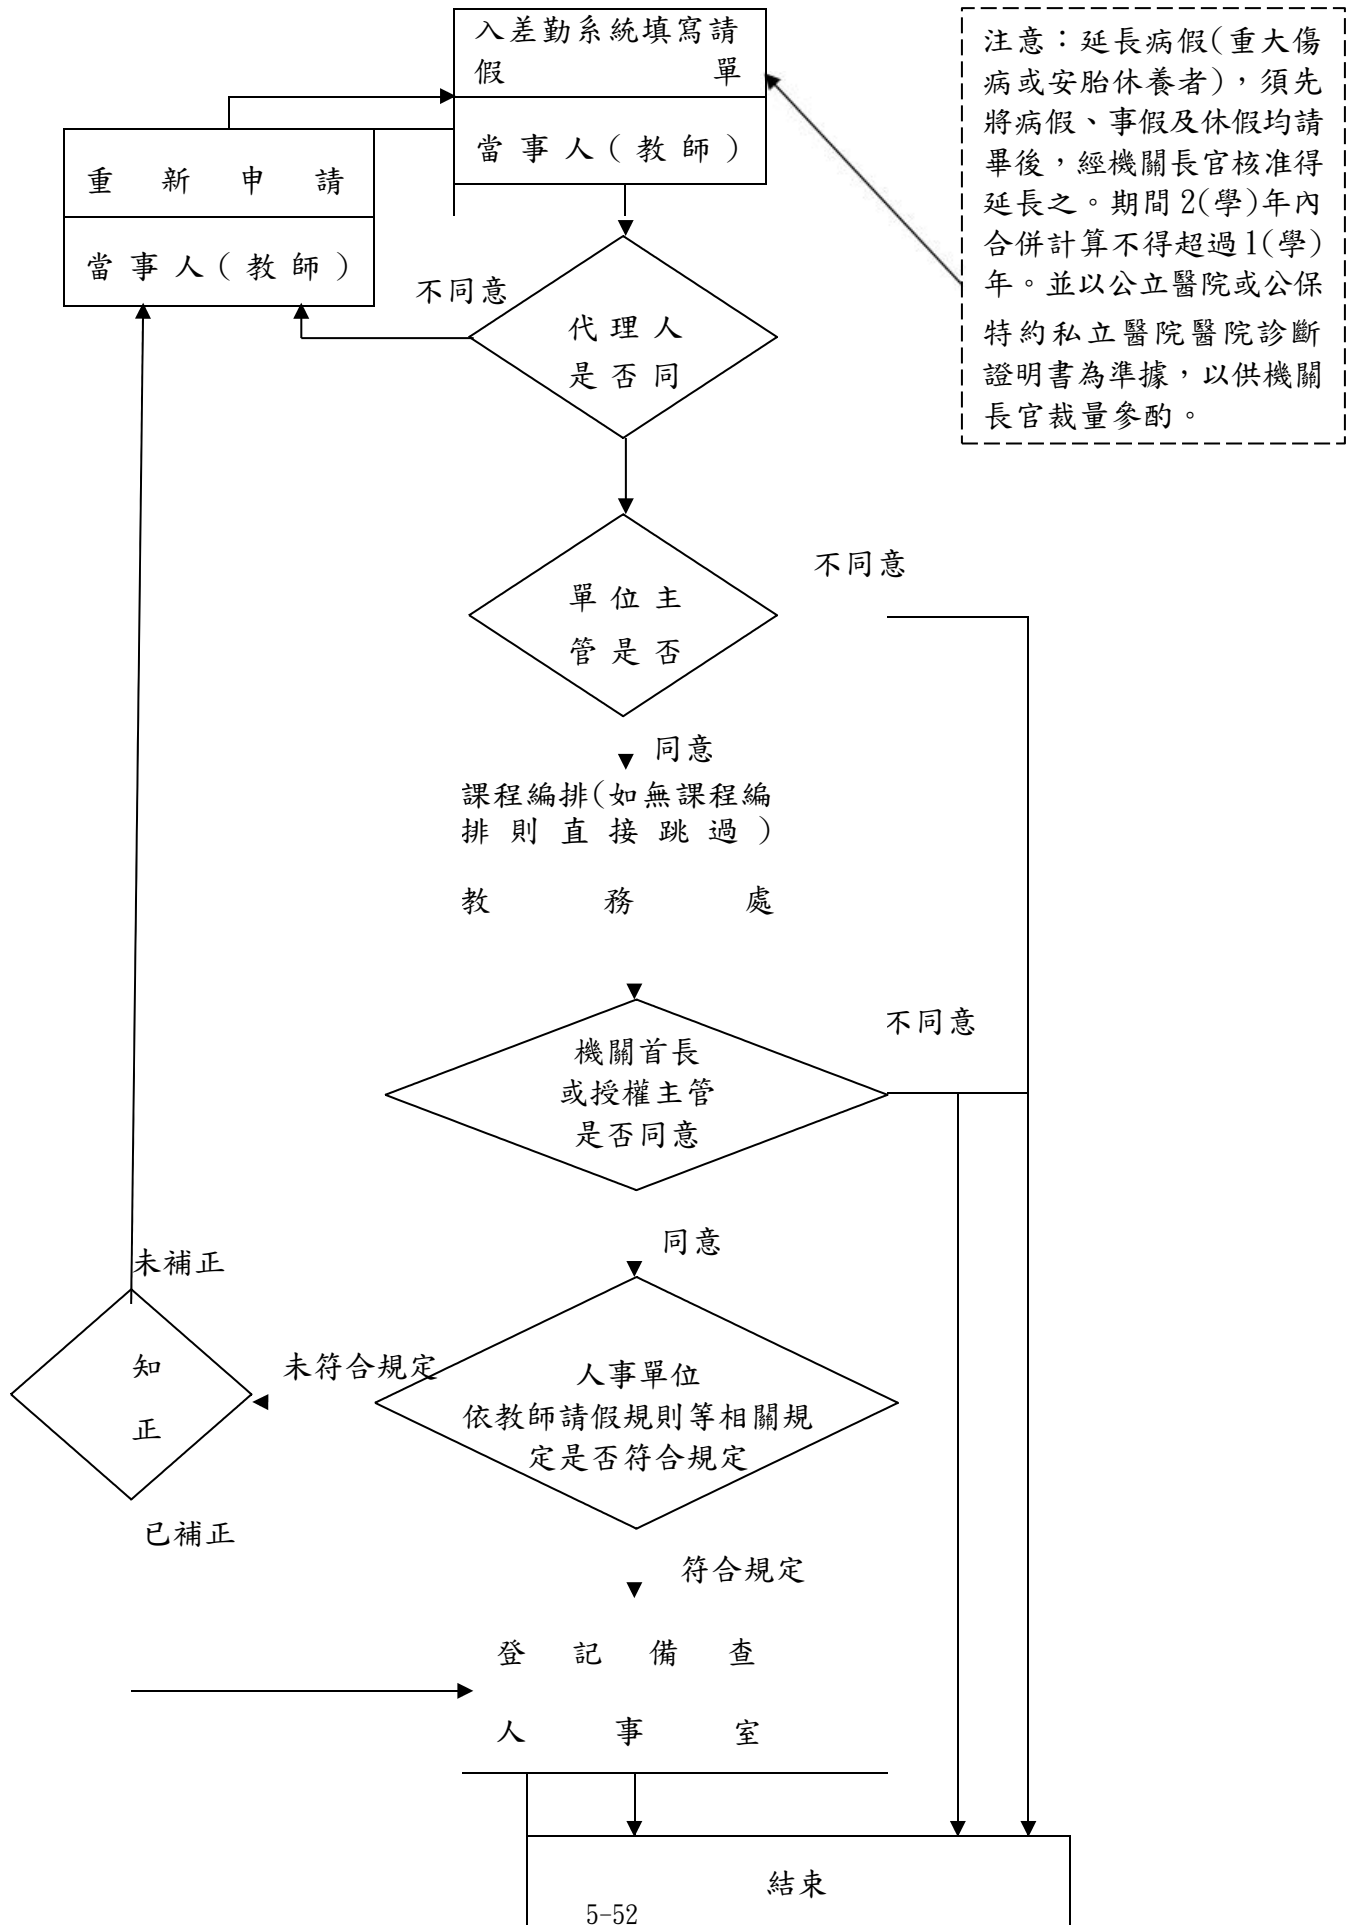 入差勤系統填寫請
假單
當事人(教師)
注意：延長病假(重大傷
病或安胎休養者)，須先
將病假、事假及休假均請
畢後，經機關長官核准得
延長之。期間2(學)年內
合併計算不得超過1(學)
年。並以公立醫院或公保
特約私立醫院醫院診斷
證明書為準據，以供機關
長官裁量參酌。
重新申請
當事人(教師)
不同意
代理人
是否同
不同意
單位主
管是否
同意
課程編排(如無課程編
排則直接跳過)
教務處
不同意
機關首長
或授權主管
是否同意
同意
未補正
知
正
未符合規定
人事單位
依教師請假規則等相關規
定是否符合規定
已補正
符合規定
登記備查
人事室
結束
5-52